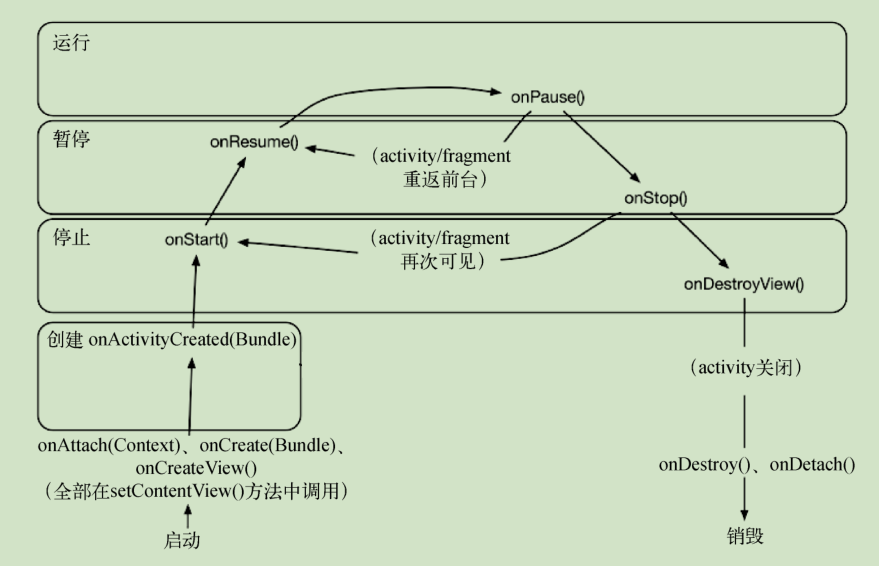 运行
onPause()
暂停
onResume()
(activity/fragment
重返前台)
onStop()
停止
onStart()
(activity/fragment
再次可见)
onDestroyView()
创建 onActivityCreated(Bundle)
(activity关闭)
onAttach(Context)、onCreate(Bundle)、
onCreateView()
(全部在setContentView()方法中调用)
onDestroy()、onDetach()
启动
销毁